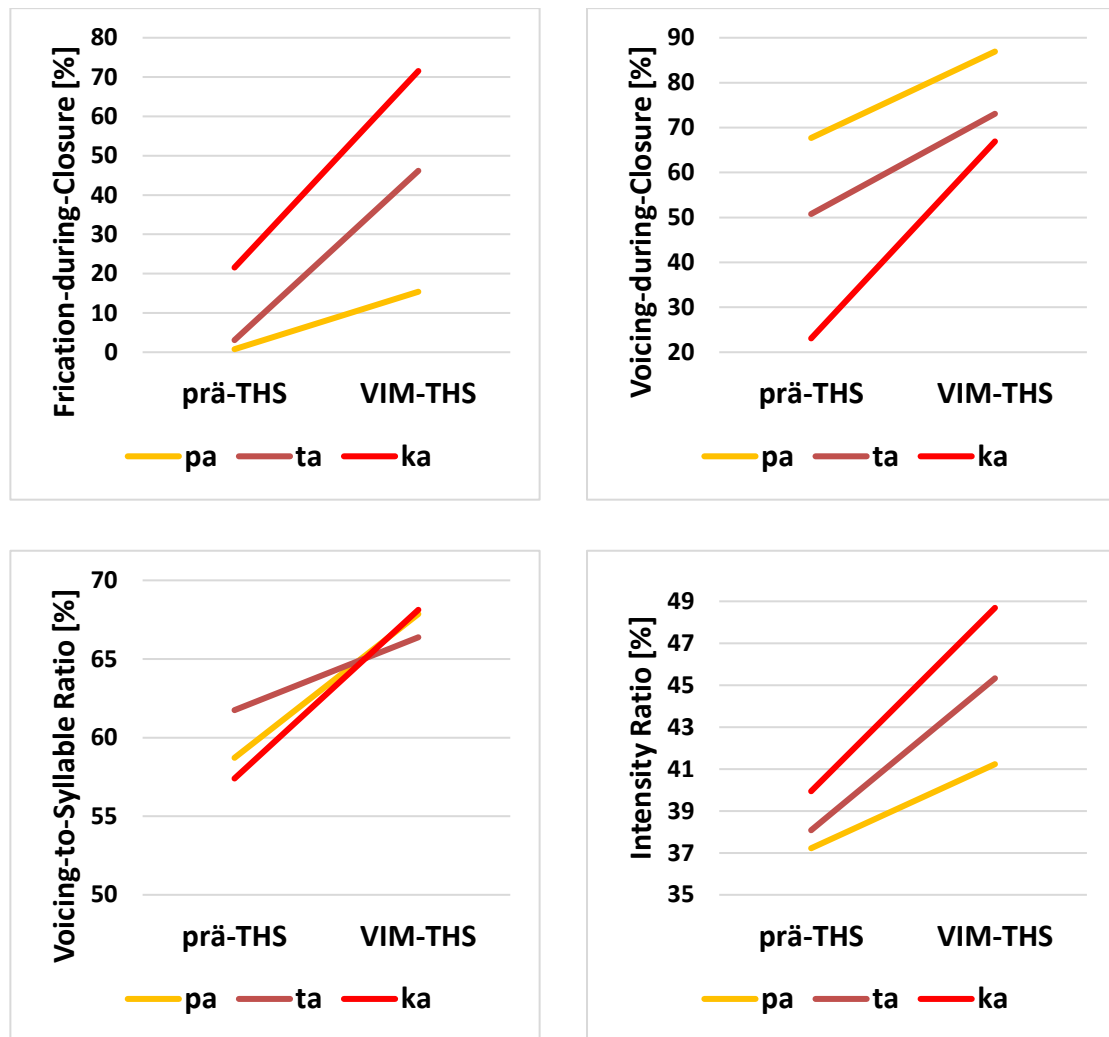 Frication-during-Closure [%]
80
70
60
50
40
30
20
10
0
prä-THS VIM-THS
pa ta ka
Voicing-during-Closure [%]
90
80
70
60
50
40
30
20
prä-THS VIM-THS
pa ta ka
Voicing-to-Syllable Ratio [%]
70
65
60
55
50
prä-THS VIM-THS
pa ta ka
Intensity Ratio [%]
49
47
45
43
41
39
37
35
prä-THS VIM-THS
pa ta ka